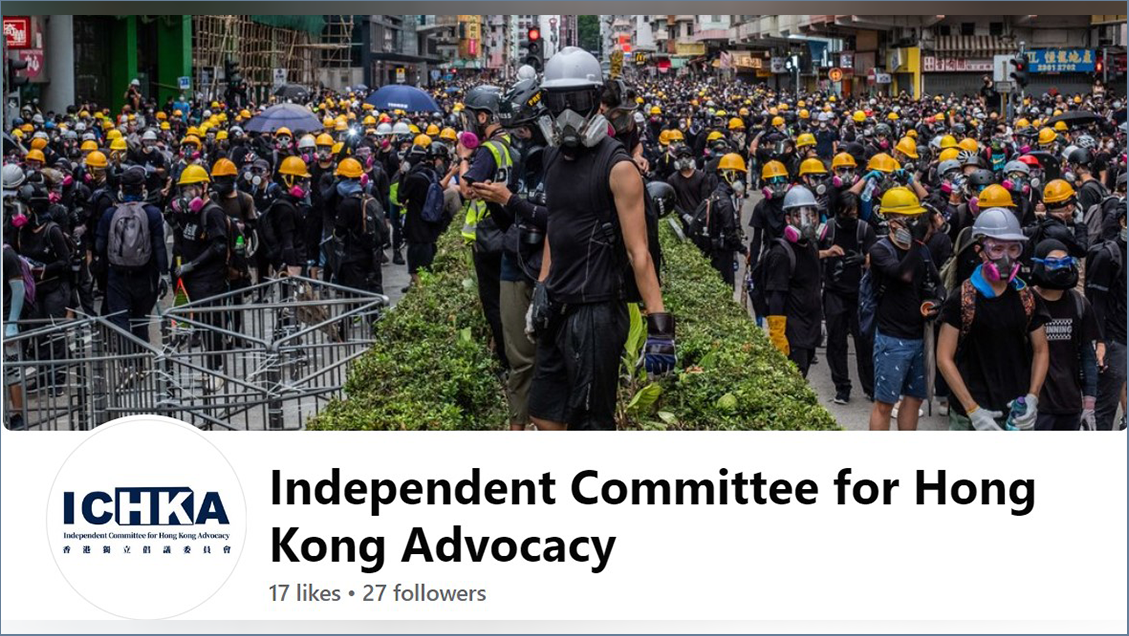 ICHKA
Independent Committee for Hong Kong Advocacy
香港獨立倡議委員會
Independent Committee for Hong
Kong Advocacy
17 likes • 27 followers